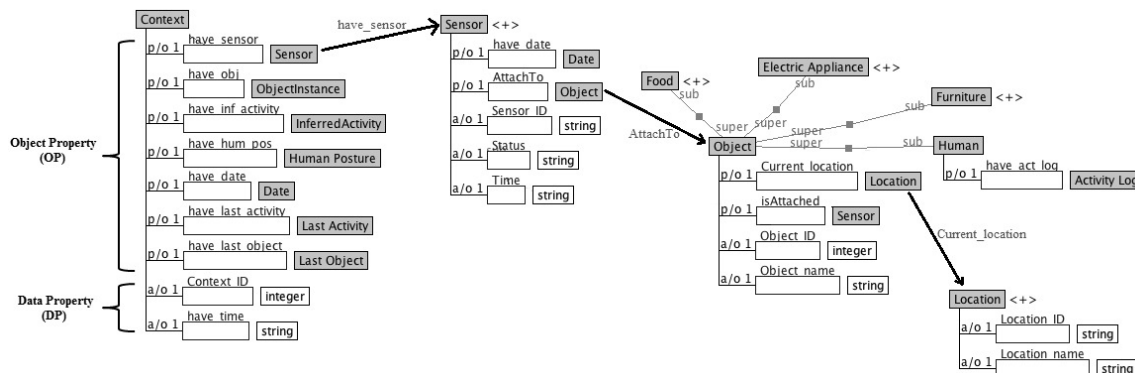 Context
p/o 1 have_sensor Sensor
p/o 1 have_obj ObjectInstance
p/o 1 have_inf_activity InferredActivity
p/o 1 have_hum_pos Human Posture
p/o 1 have_date Date
p/o 1 have_last_activity Last Activity
p/o 1 have_last_object Last Object
a/o 1 Context_ID integer
a/o 1 have_time string
Object Property
(OP)
Data Property
(DP)
have_sensor
Sensor <+>
p/o 1 have_date Date
p/o 1 AttachTo Object
a/o 1 Sensor_ID string
a/o 1 Status string
a/o 1 Time string
AttachTo
Food <+>
sub
super
Electric Appliance <+>
sub
super
Furniture <+>
sub
super
Human
sub
super
p/o 1 have_act_log Activity Log
Object
p/o 1 Current_location Location
p/o 1 isAttached Sensor
a/o 1 Object_ID integer
a/o 1 Object_name string
Current_location
Location <+>
a/o 1 Location_ID string
a/o 1 Location_name string